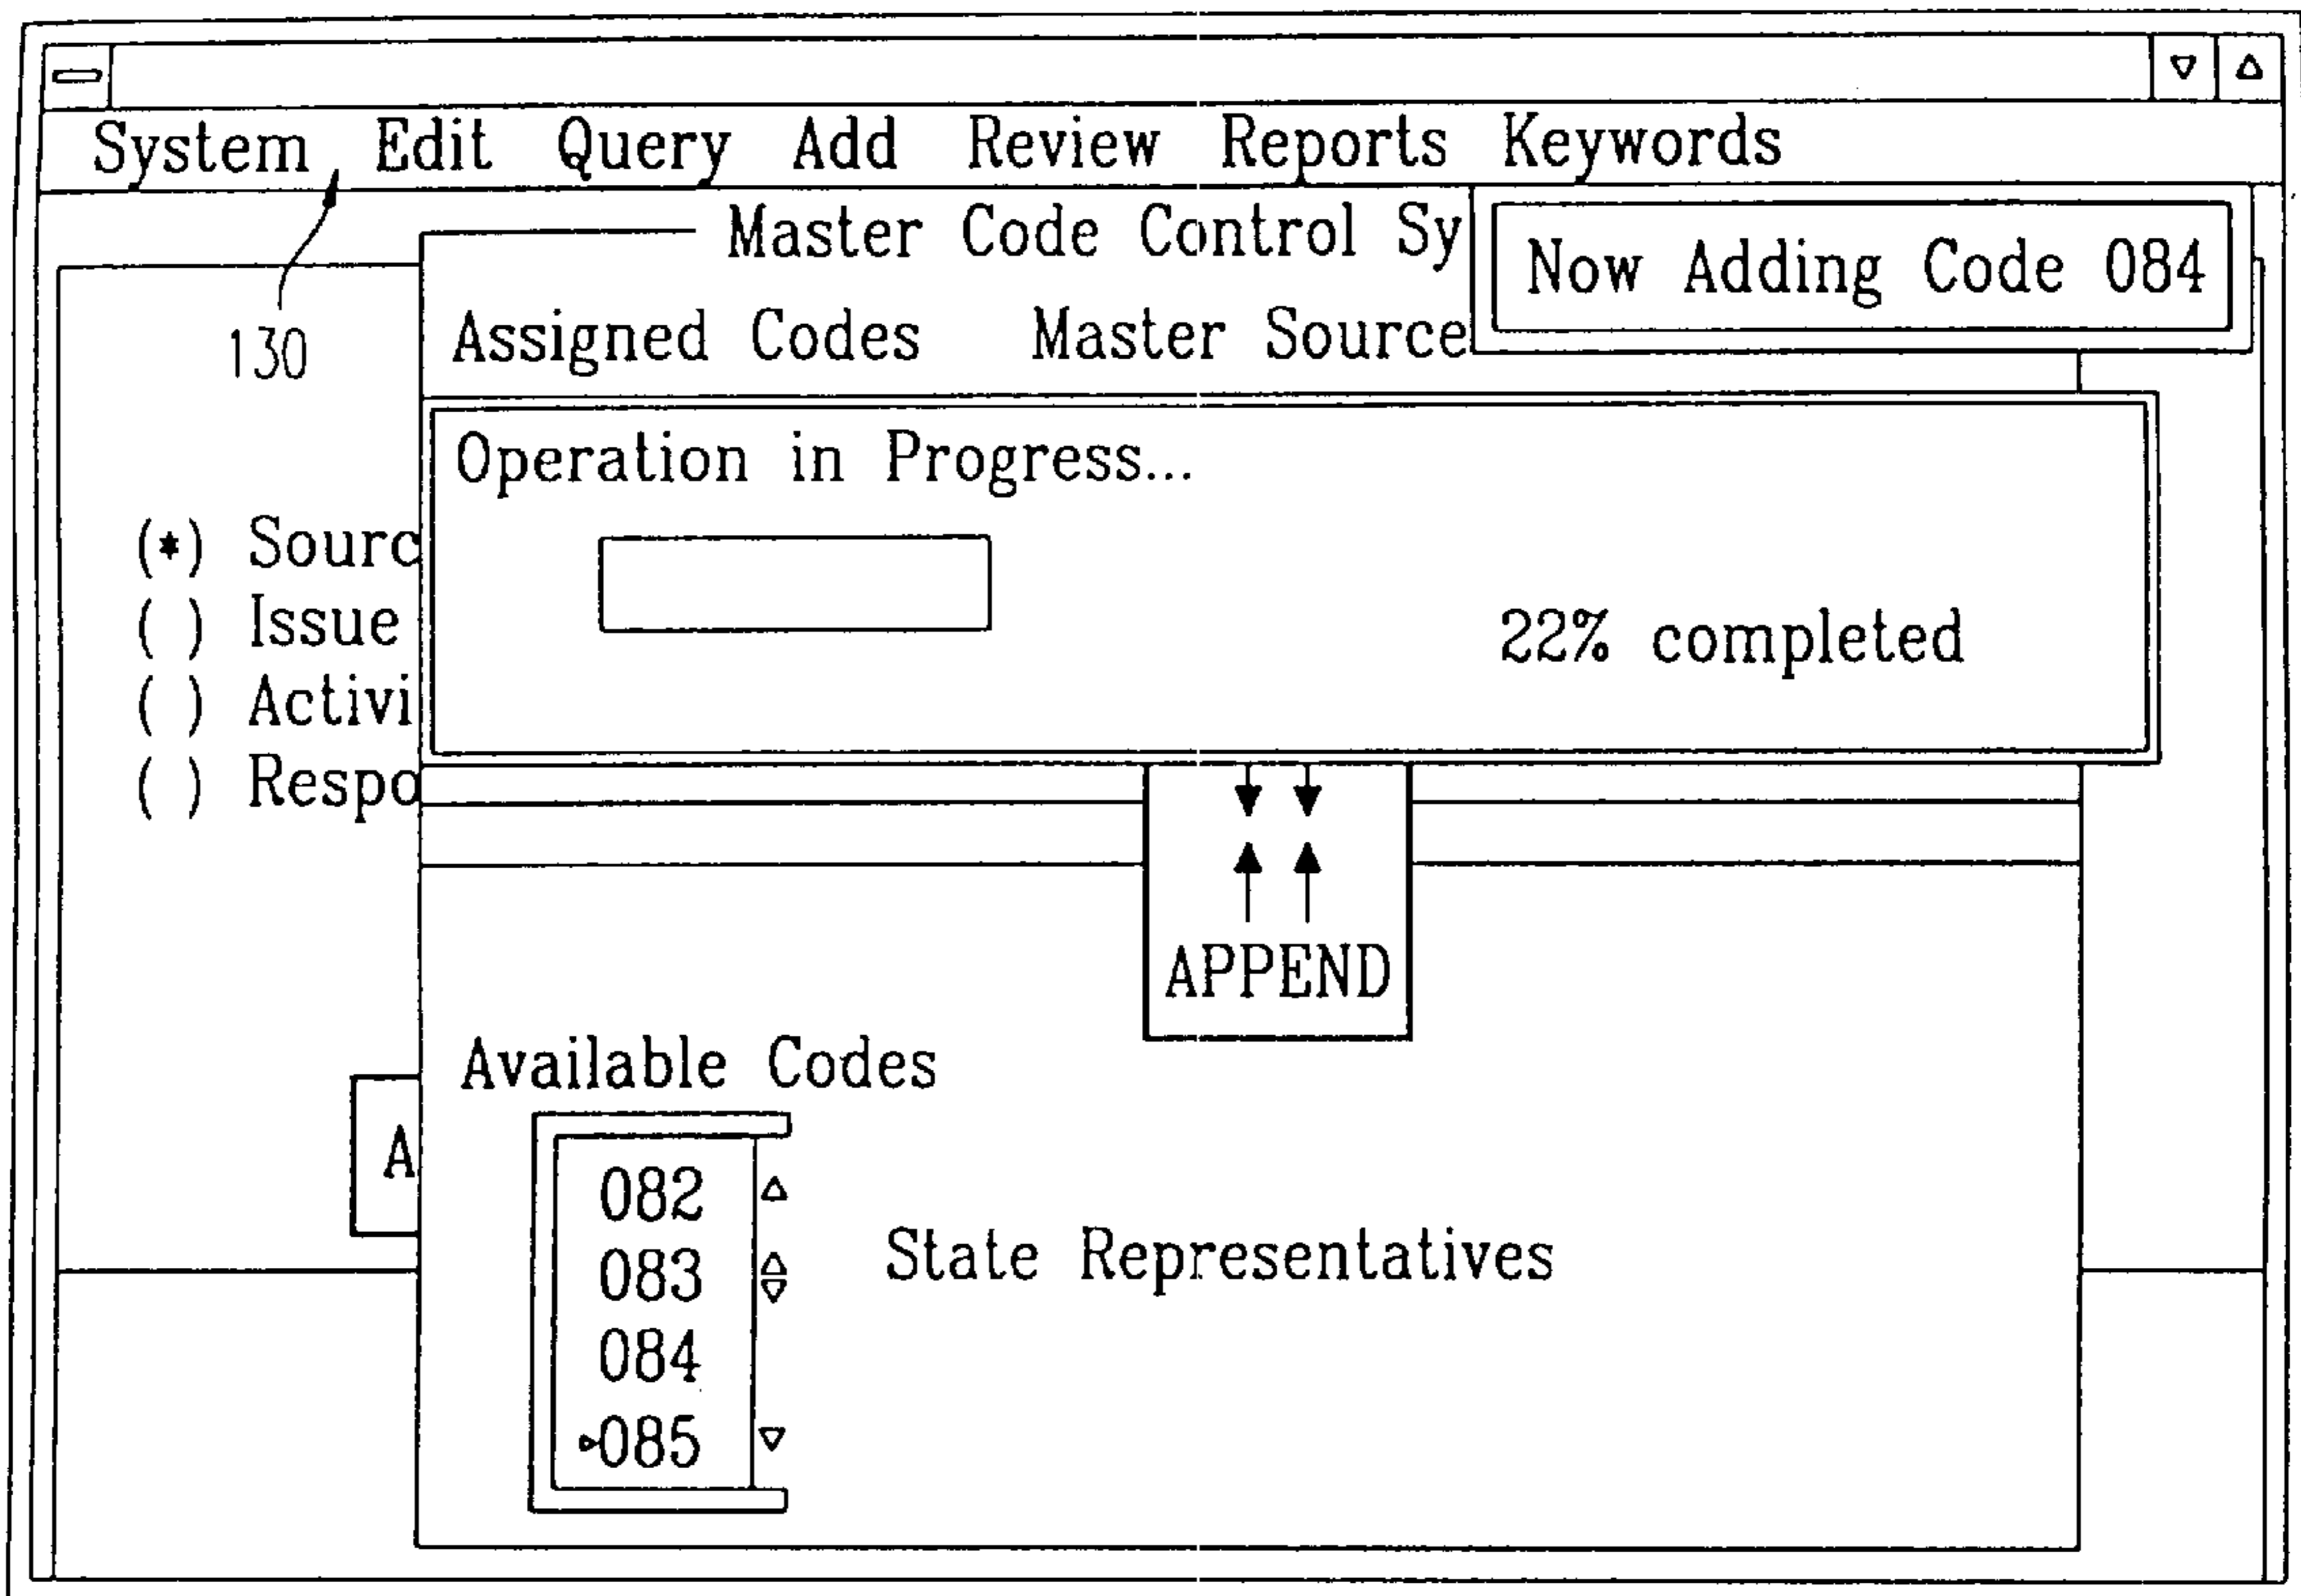 System Edit Query Add Review Reports Keywords
Master Code Control Sy
Now Adding Code 084
130
Assigned Codes Master Source
Operation in Progress...
(*) Sourc
( ) Issue
22% completed
( ) Activi
( ) Respo
APPEND
Available Codes
A
082
083
State Representatives
084
085